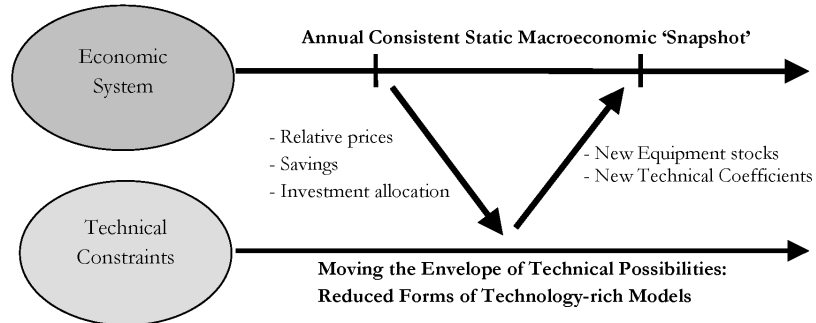 Annual Consistent Static Macroeconomic ‘Snapshot’
Economic
System
- Relative prices
- Savings
- Investment allocation
- New Equipment stocks
- New Technical Coefficients
Technical
Constraints
Moving the Envelope of Technical Possibilities:
Reduced Forms of Technology-rich Models